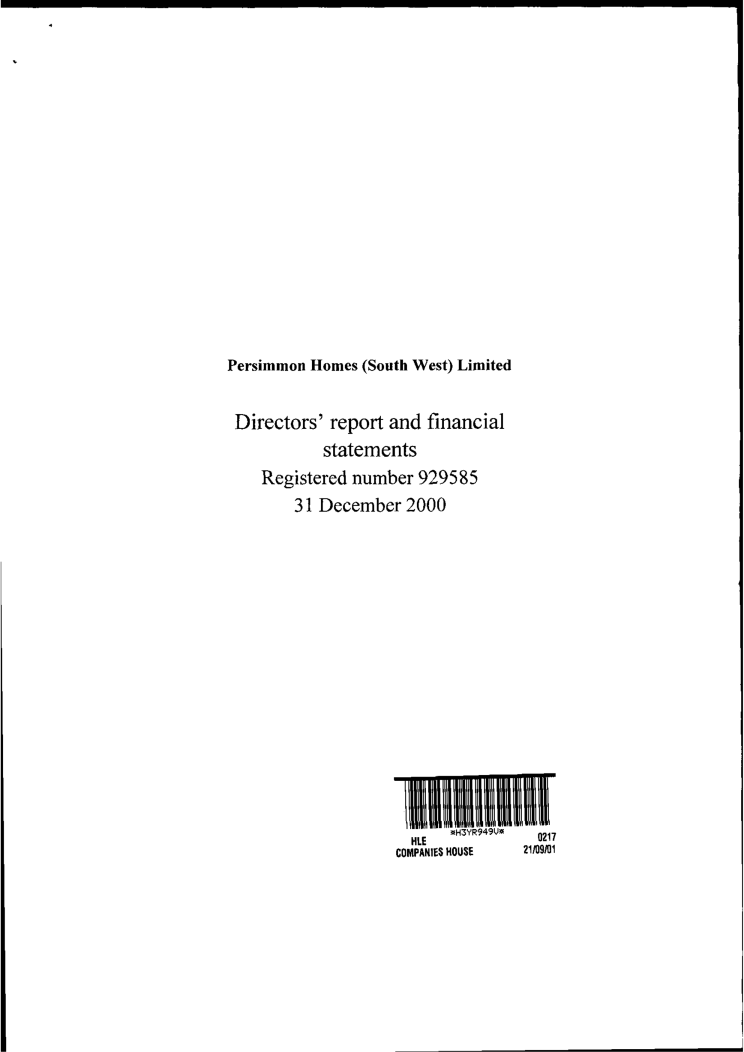 Persimmon Homes (South West) Limited
Directors' report and financial
statements
Registered number 929585
31 December 2000
*H3YR949U*
HLE 0217
COMPANIES HOUSE 21/09/01